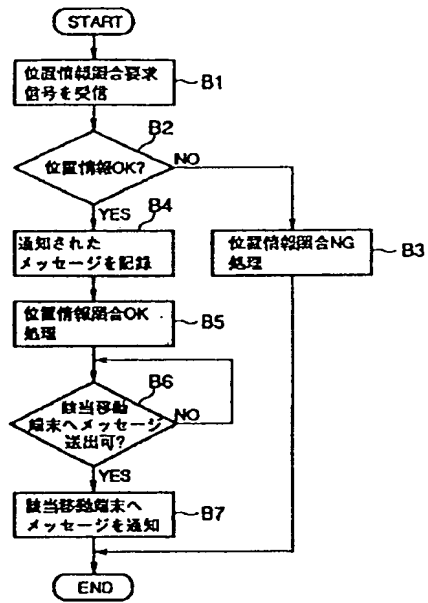 START
位置情報照合要求
信号を受信
B1
B2
位置情報OK?
NO
YES
B4
通知された
メッセージを記録
位置情報照合NG
処理
B3
位置情報照合OK
処理
B5
B6
該当移動
端末へメッセージ
送出可?
NO
YES
該当移動端末へ
メッセージを通知
B7
END